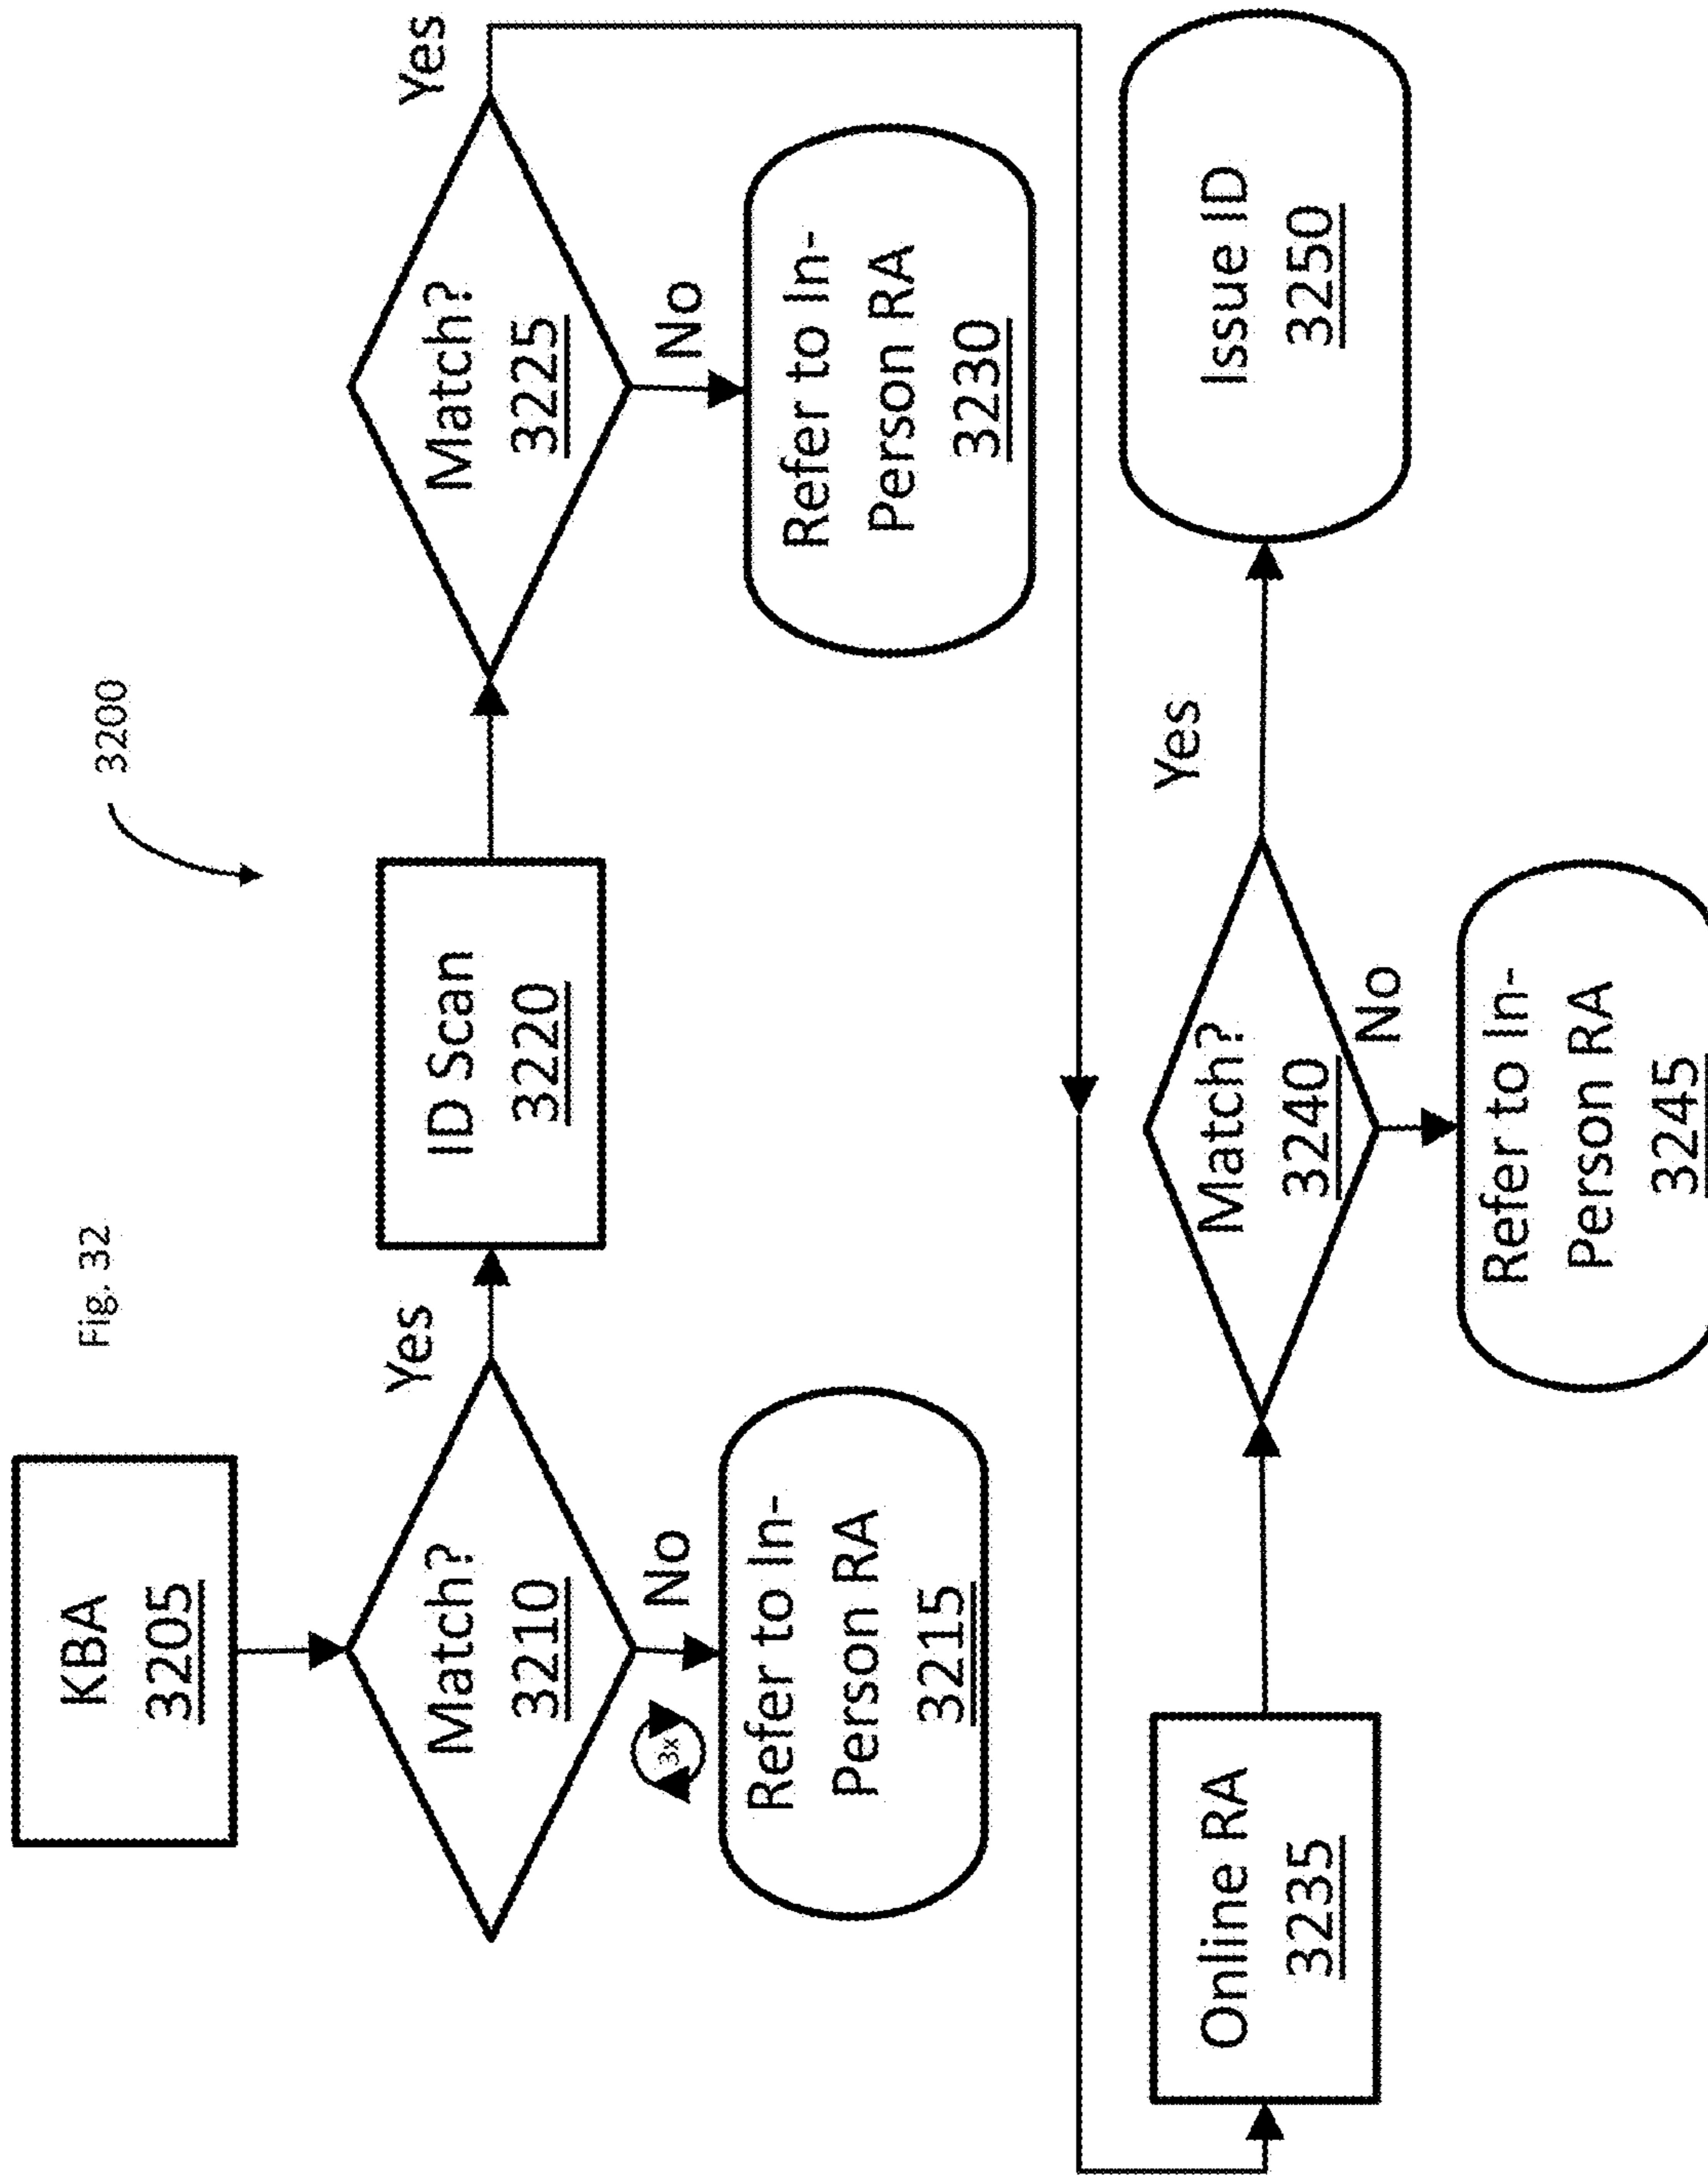 Fig. 32
3200
KBA
3205
Match?
3210
Yes
No
3x
Refer to In-
Person RA
3215
ID Scan
3220
Match?
3225
Yes
No
Refer to In-
Person RA
3230
Online RA
3235
Match?
3240
Yes
No
Refer to In-
Person RA
3245
Issue ID
3250